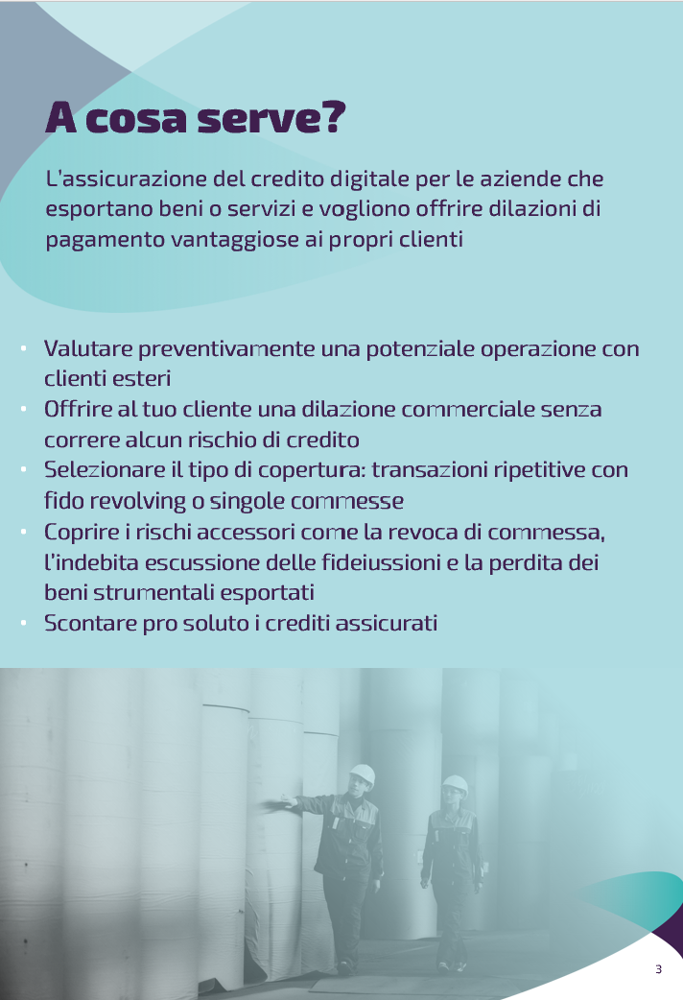 A cosa serve?
L'assicurazione del credito digitale per le aziende che
esportano beni o servizi e vogliono offrire dilazioni di
pagamento vantaggiose ai propri clienti
• Valutare preventivamente una potenziale operazione con
clienti esteri
• Offrire al tuo cliente una dilazione commerciale senza
correre alcun rischio di credito
• Selezionare il tipo di copertura: transazioni ripetitive con
fido revolving o singole commesse
• Coprire i rischi accessori come la revoca di commessa,
l'indebita escussione delle fideiussioni e la perdita dei
beni strumentali esportati
• Scontare pro soluto i crediti assicurati
3